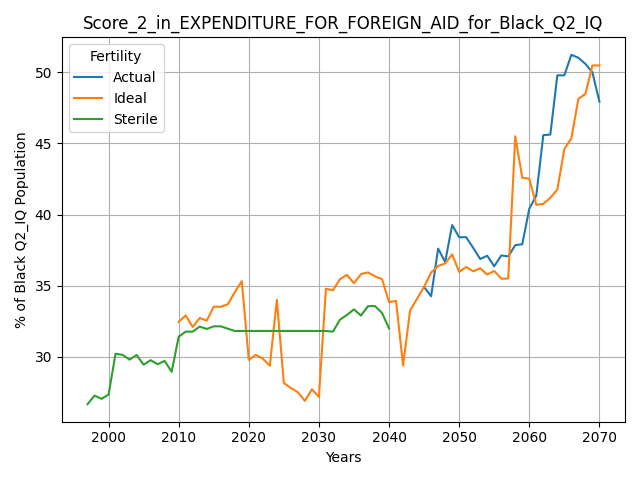 Score_2_in_EXPENDITURE_FOR_FOREIGN_AID_for_Black_Q2_IQ
Fertility
Actual
Ideal
Sterile
% of Black Q2_IQ Population
50
45
40
35
30
2000 2010 2020 2030 2040 2050 2060 2070
Years